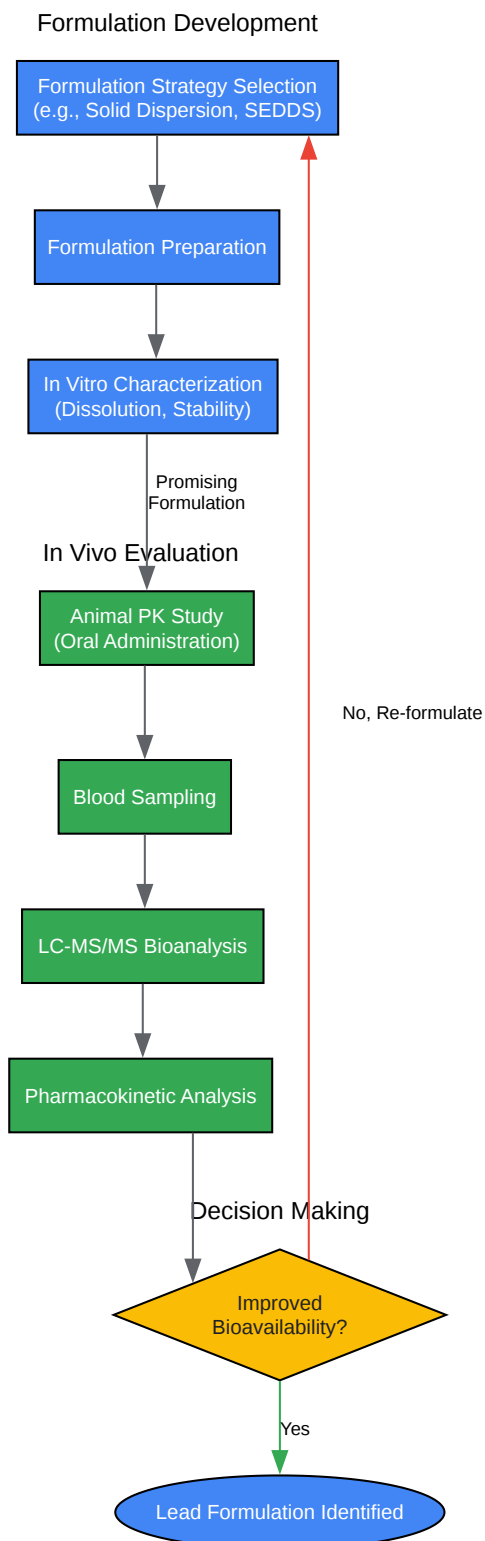 Formulation Development
Formulation Strategy Selection
(e.g., Solid Dispersion, SEDDS)
Formulation Preparation
In Vitro Characterization
(Dissolution, Stability)
Promising
Formulation
In Vivo Evaluation
Animal PK Study
(Oral Administration)
No, Re-formulate
Blood Sampling
LC-MS/MS Bioanalysis
Pharmacokinetic Analysis
Decision Making
Improved
Bioavailability?
Yes
Lead Formulation Identified